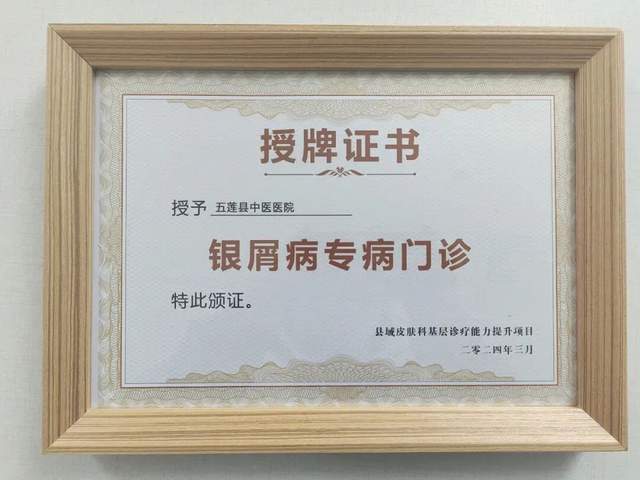 授牌证书
授予 五莲县中医医院
银屑病专病门诊
特此颁证。
县域皮肤科基层诊疗能力提升项目
二零二四年三月